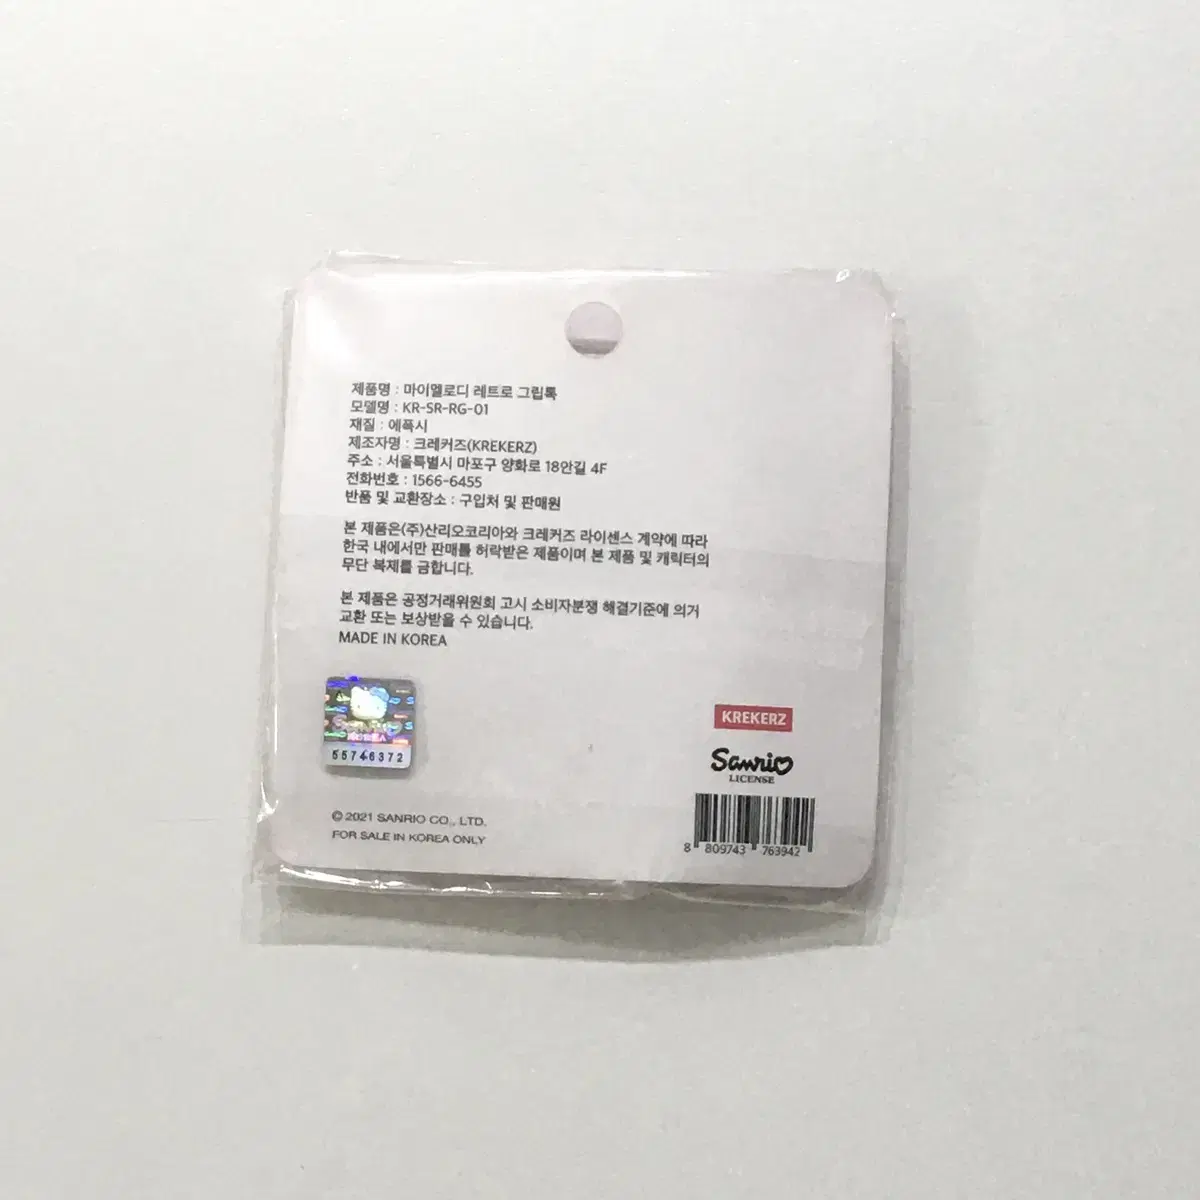 제품명 : 마이멜로디 레트로 그립톡
모델명 : KR-SR-RG-01
재질 : 에폭시
제조자명 : 크레커즈(KREKERZ)
주소 : 서울특별시 마포구 양화로 18안길 4F
전화번호 : 1566-6455
반품 및 교환장소 : 구입처 및 판매원
본 제품은(주)산리오코리아와 크레커즈 라이센스 계약에 따라
한국 내에서만 판매를 허락받은 제품이며 본 제품 및 캐릭터의
무단 복제를 금합니다.
본 제품은 공정거래위원회 고시 소비자분쟁 해결기준에 의거
교환 또는 보상받을 수 있습니다.
MADE IN KOREA
55746372
KREKERZ
Sanrio
LICENSE
© 2021 SANRIO CO., LTD.
FOR SALE IN KOREA ONLY
8 809743 763942